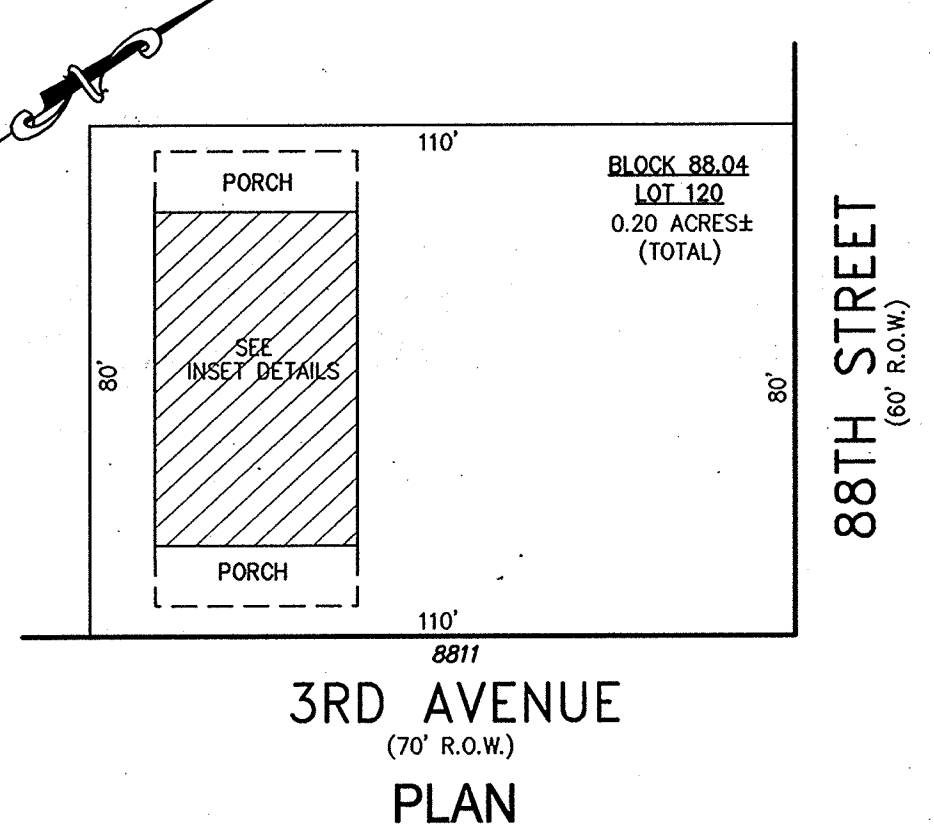 110'
PORCH
BLOCK 88.04
LOT 120
0.20 ACRES±
(TOTAL)
SEE
INSET DETAILS
80'
80'
88TH STREET
(60' R.O.W.)
PORCH
110'
8811
3RD AVENUE
(70' R.O.W.)
PLAN